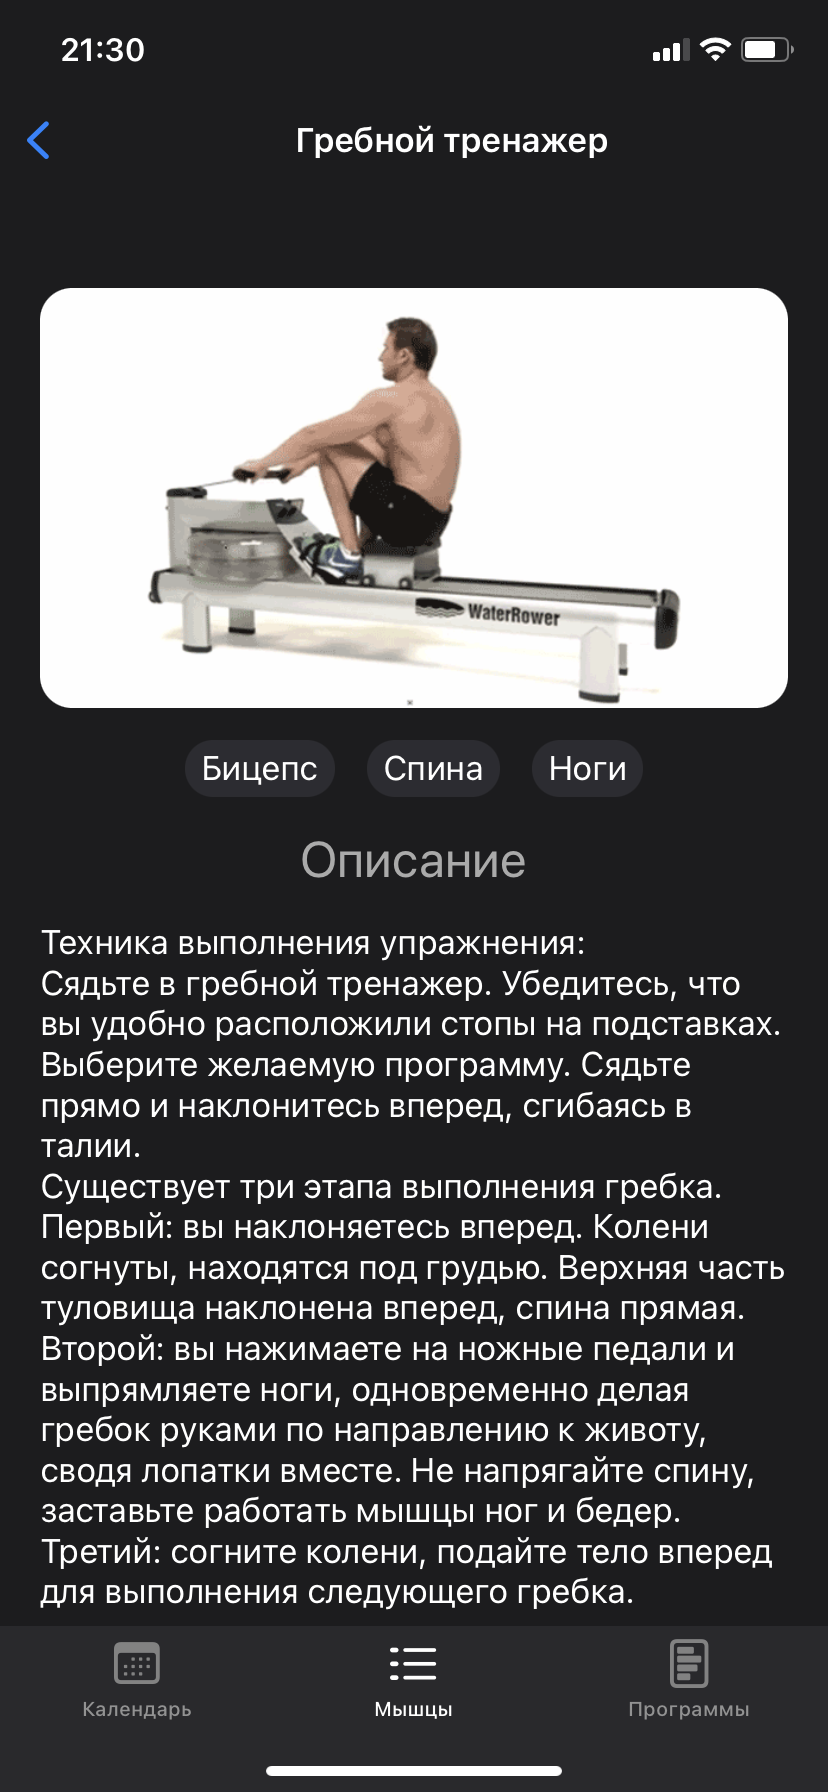 21:30
Гребной тренажер
WaterRower
Бицепс
Спина
Ноги
Описание
Техника выполнения упражнения:
Сядьте в гребной тренажер. Убедитесь, что
вы удобно расположили стопы на подставках.
Выберите желаемую программу. Сядьте
прямо и наклонитесь вперед, сгибаясь в
талии.
Существует три этапа выполнения гребка.
Первый: вы наклоняетесь вперед. Колени
согнуты, находятся под грудью. Верхняя часть
туловища наклонена вперед, спина прямая.
Второй: вы нажимаете на ножные педали и
выпрямляете ноги, одновременно делая
гребок руками по направлению к животу,
сводя лопатки вместе. Не напрягайте спину,
заставьте работать мышцы ног и бедер.
Третий: согните колени, подайте тело вперед
для выполнения следующего гребка.
Календарь
Мышцы
Программы